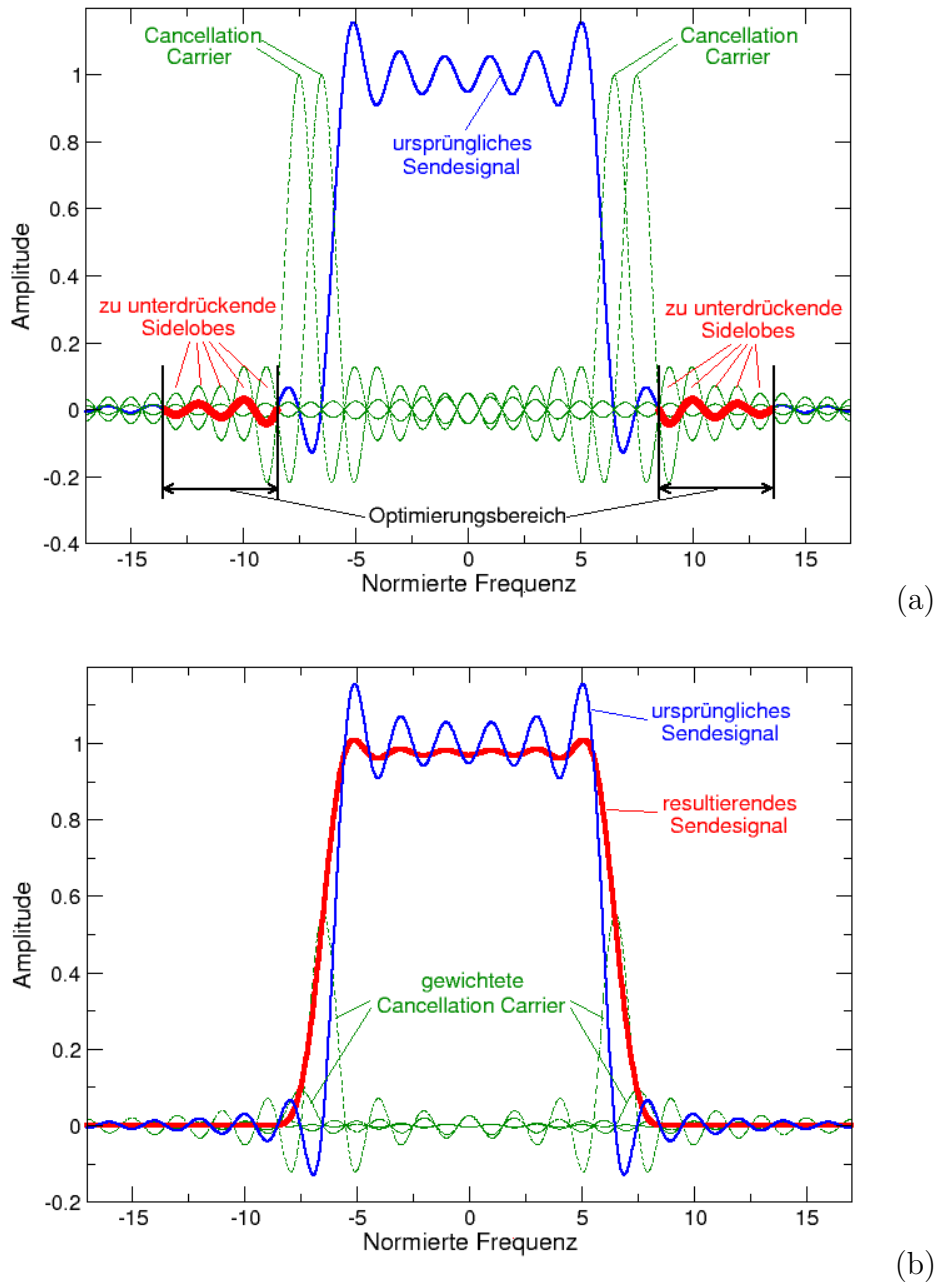 Cancellation
Carrier
Cancellation
Carrier
ursprüngliches
Sendesignal
zu unterdrückende
Sidelobes
zu unterdrückende
Sidelobes
Optimierungsbereich
Amplitude
1
0.8
0.6
0.4
0.2
0
-0.2
-0.4
-15
-10
-5
0
5
10
15
Normierte Frequenz
(a)
ursprüngliches
Sendesignal
resultierendes
Sendesignal
gewichtete
Cancellation Carrier
Amplitude
1
0.8
0.6
0.4
0.2
0
-0.2
-15
-10
-5
0
5
10
15
Normierte Frequenz
(b)